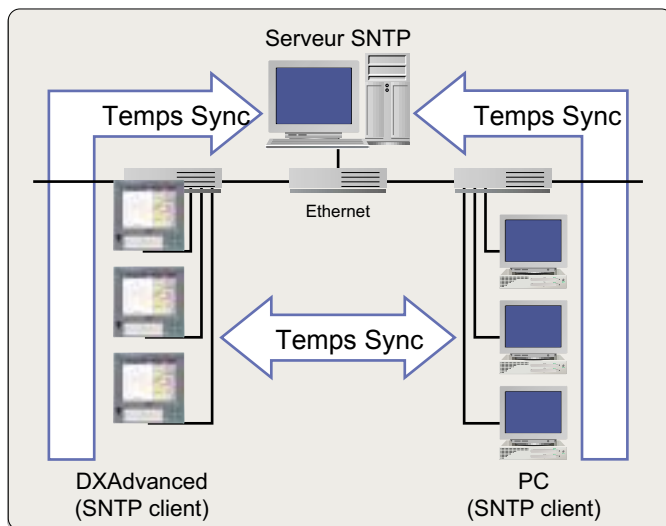 Serveur SNTP
Temps Sync
Temps Sync
Ethernet
Temps Sync
DXAdvanced
(SNTP client)
PC
(SNTP client)